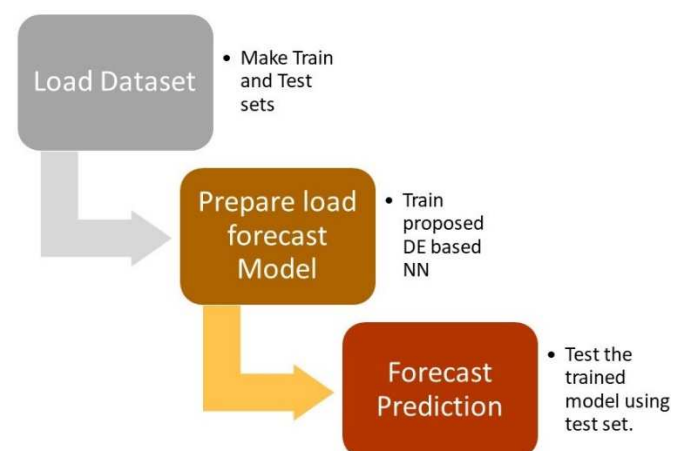 Load Dataset
• Make Train
and Test
sets
Prepare load
forecast
Model
• Train
proposed
DE based
NN
Forecast
Prediction
• Test the
trained
model using
test set.